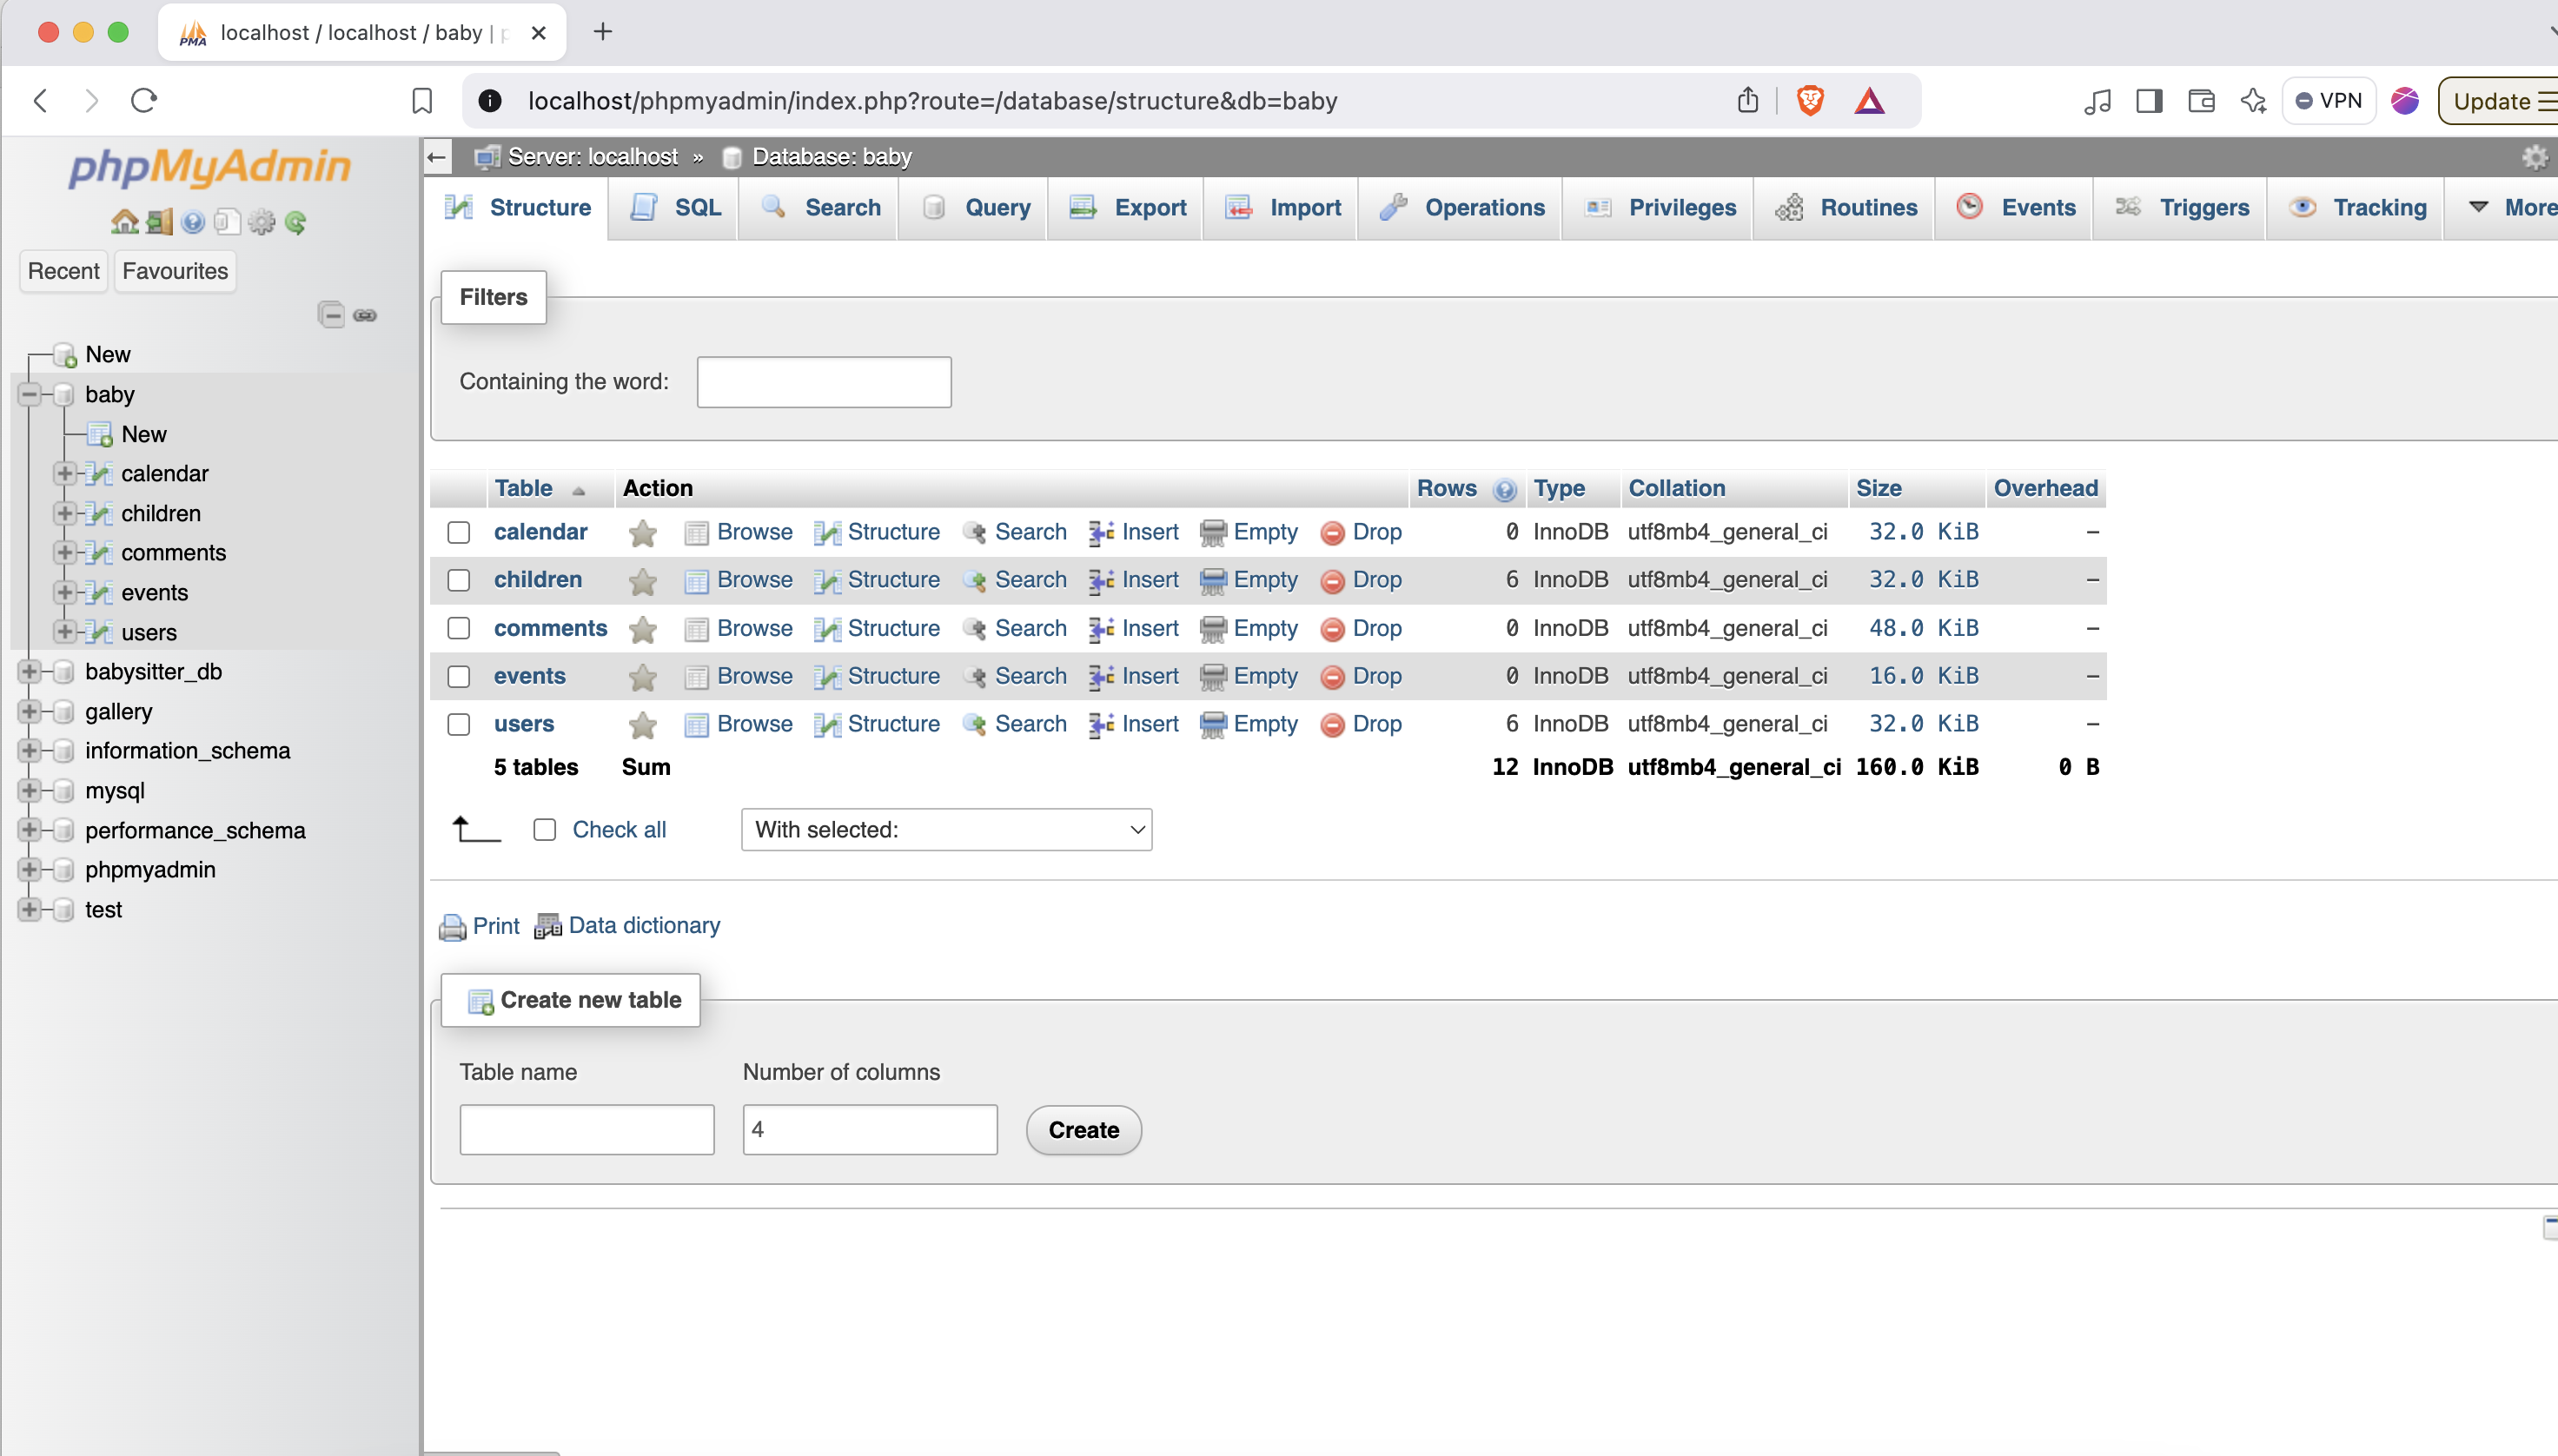 localhost / localhost / baby |
localhost/phpmyadmin/index.php?route=/database/structure&db=baby
VPN
Update
phpMyAdmin
Recent Favourites
New
baby
New
calendar
children
comments
events
users
babysitter_db
gallery
information_schema
mysql
performance_schema
phpmyadmin
test
Server: localhost » Database: baby
Structure SQL Search Query Export Import Operations Privileges Routines Events Triggers Tracking More
Filters
Containing the word:
Table Action Rows Type Collation Size Overhead
calendar Browse Structure Search Insert Empty Drop 0 InnoDB utf8mb4_general_ci 32.0 KiB –
children Browse Structure Search Insert Empty Drop 6 InnoDB utf8mb4_general_ci 32.0 KiB –
comments Browse Structure Search Insert Empty Drop 0 InnoDB utf8mb4_general_ci 48.0 KiB –
events Browse Structure Search Insert Empty Drop 0 InnoDB utf8mb4_general_ci 16.0 KiB –
users Browse Structure Search Insert Empty Drop 6 InnoDB utf8mb4_general_ci 32.0 KiB –
5 tables Sum 12 InnoDB utf8mb4_general_ci 160.0 KiB 0 B
Check all With selected:
Print Data dictionary
Create new table
Table name Number of columns
4 Create